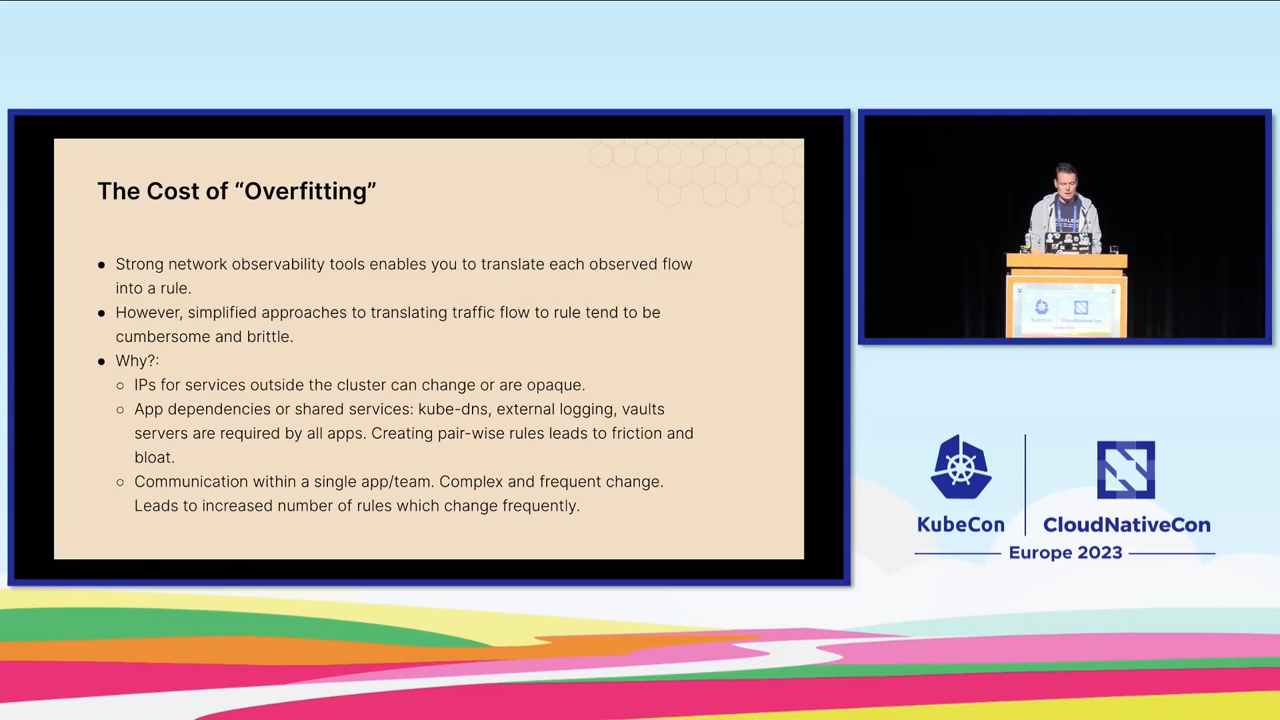 The Cost of “Overfitting”
● Strong network observability tools enables you to translate each observed flow
into a rule.
● However, simplified approaches to translating traffic flow to rule tend to be
cumbersome and brittle.
● Why?:
○ IPs for services outside the cluster can change or are opaque.
○ App dependencies or shared services: kube-dns, external logging, vaults
servers are required by all apps. Creating pair-wise rules leads to friction and
bloat.
○ Communication within a single app/team. Complex and frequent change.
Leads to increased number of rules which change frequently.
KubeCon
CloudNativeCon
Europe 2023
KubeCon
CloudNativeCon
Europe 2023